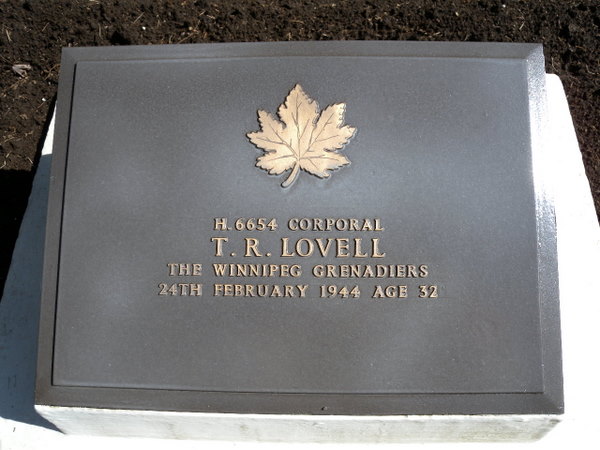 H. 6654 CORPORAL
T. R. LOVELL
THE WINNIPEG GRENADIERS
24TH FEBRUARY 1944 AGE 32